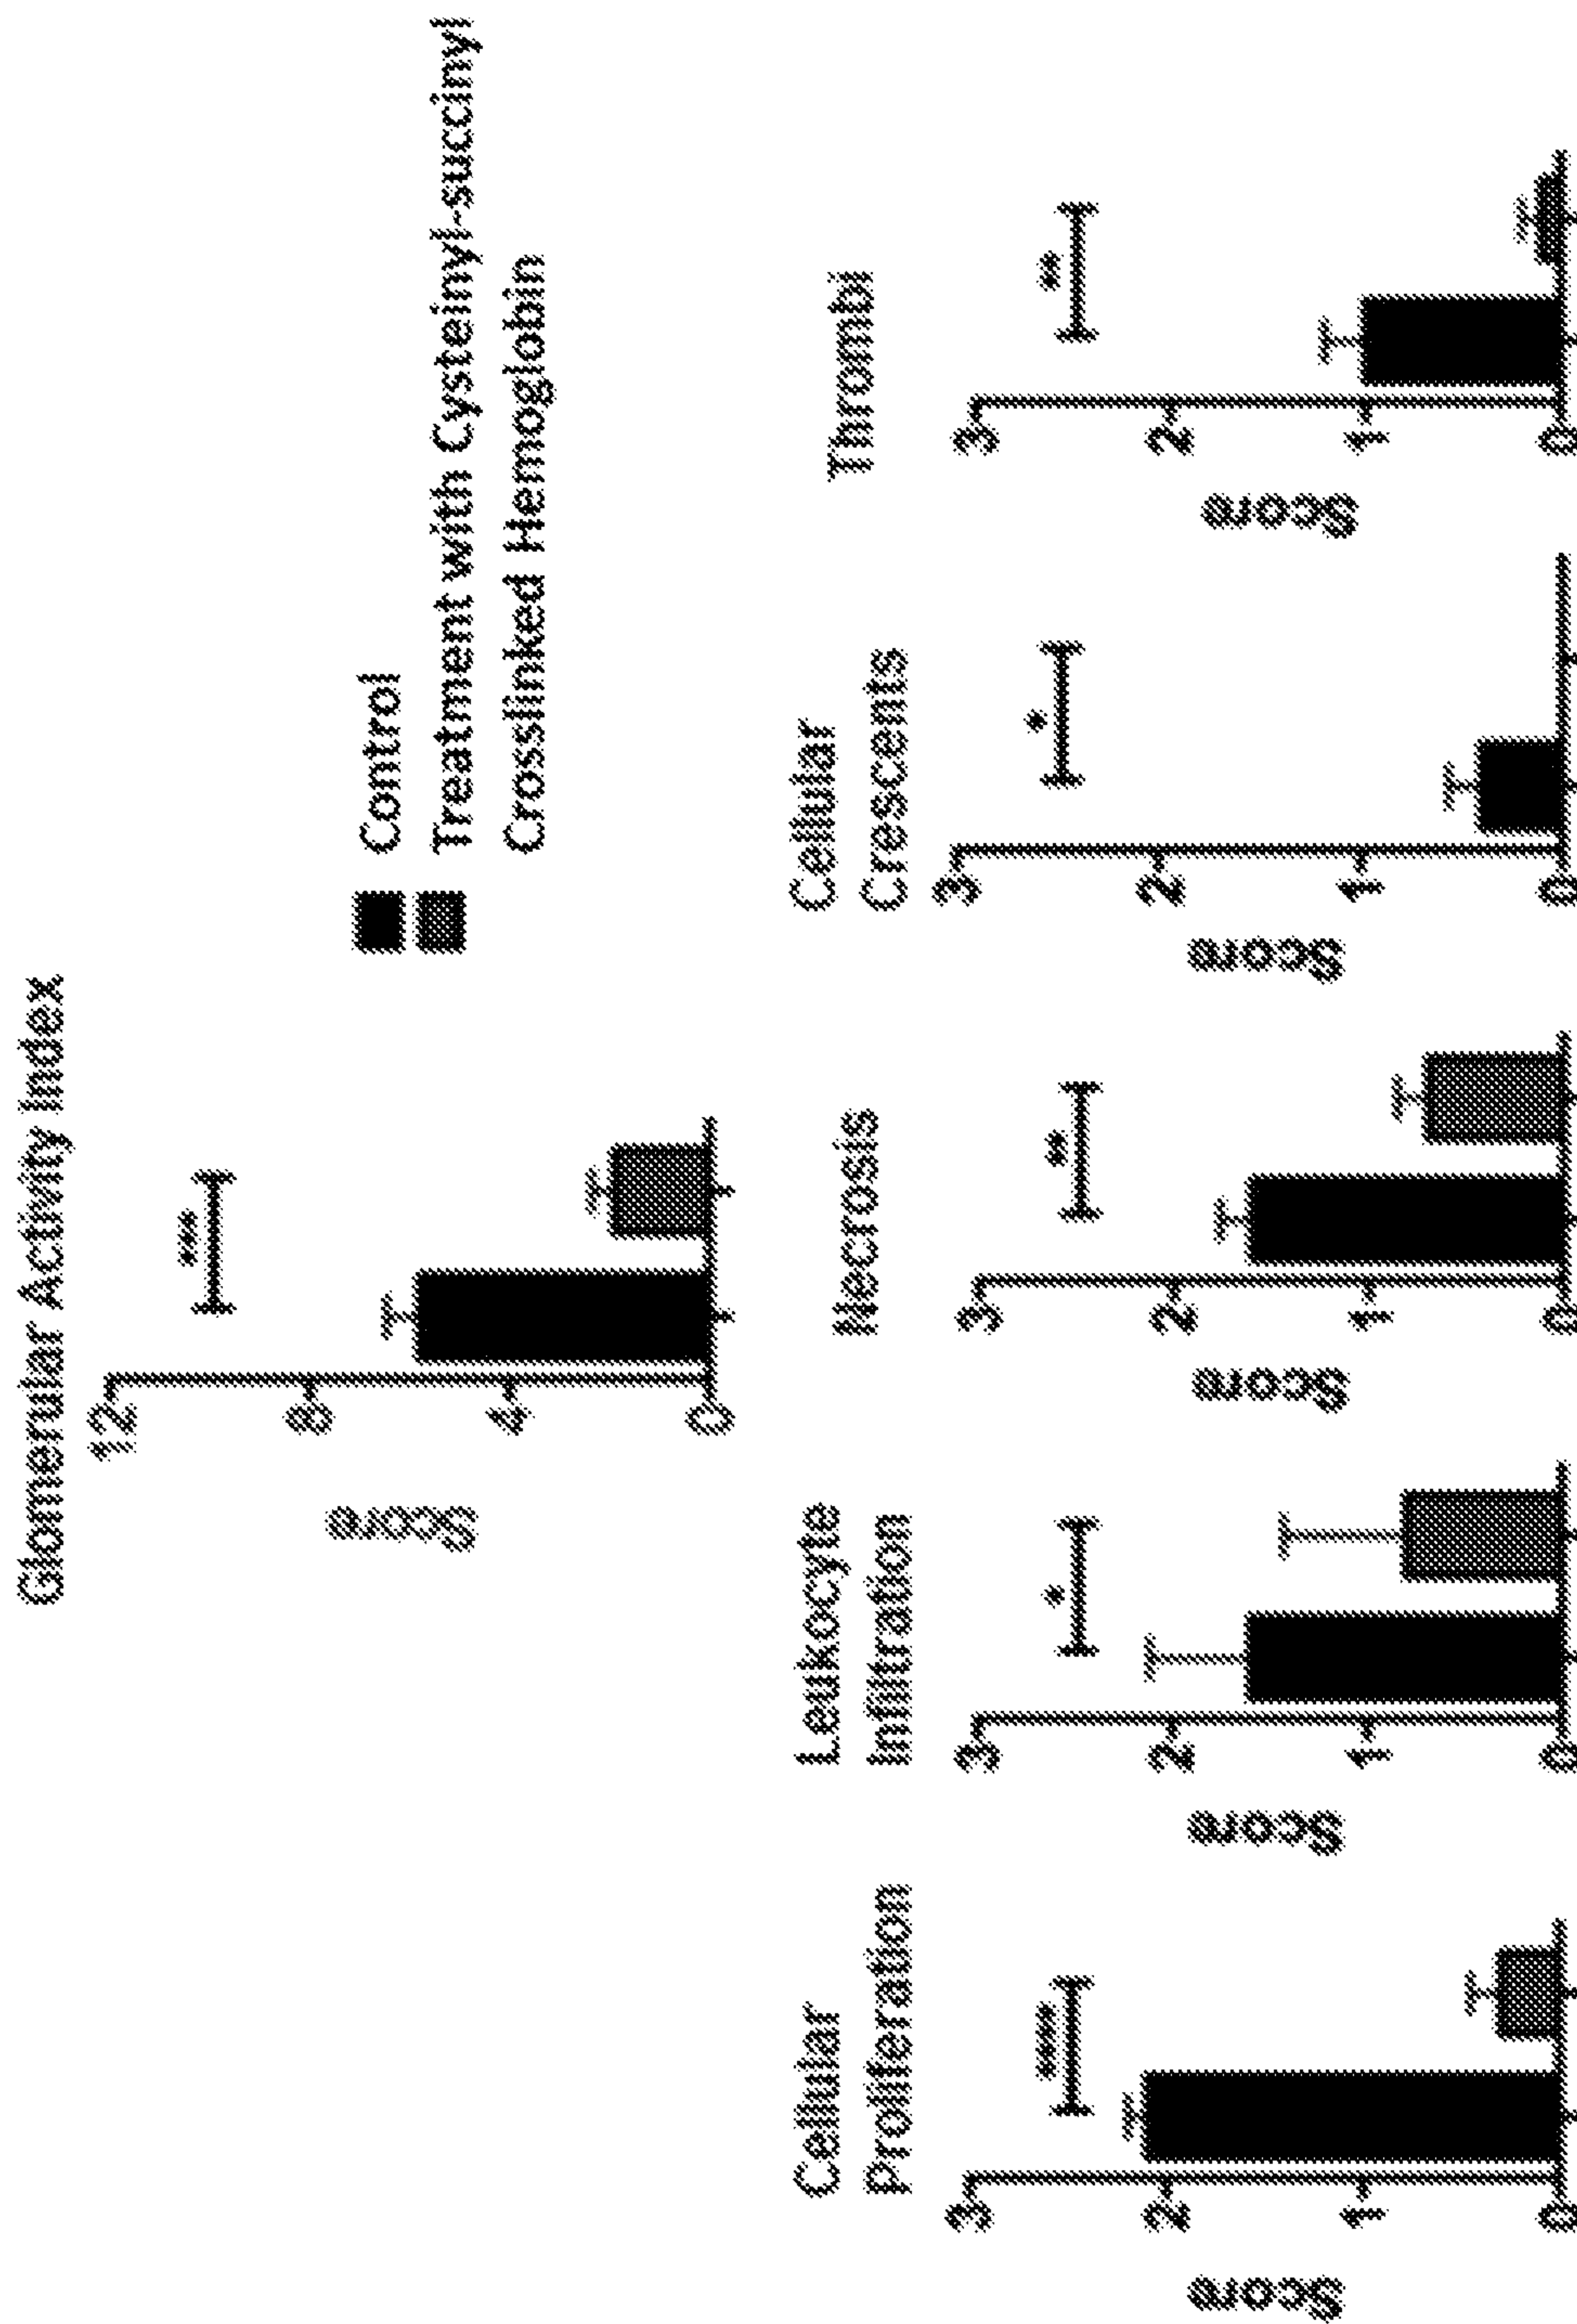 Glomerular Activity Index
***
12
8
4
0
Score
Control
Treatment with Cysteinyl-succinyl
Crosslinked Hemoglobin
Cellular
Proliferation
****
3
2
1
0
Score
Leukocyte
Infiltration
*
3
2
1
0
Score
Necrosis
**
3
2
1
0
Score
Cellular
Crescents
*
3
2
1
0
Score
Thrombi
**
3
2
1
0
Score